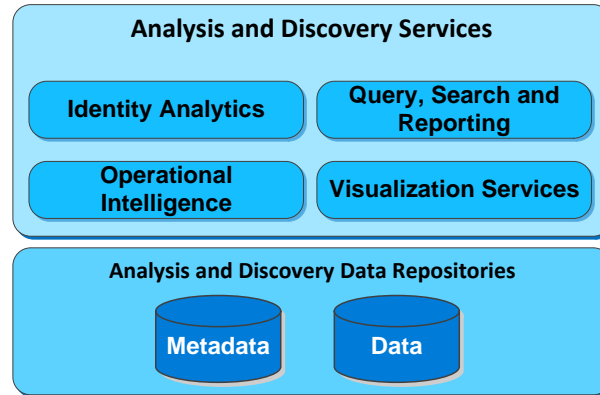 Analysis and Discovery Services
Identity Analytics
Query, Search and
Reporting
Operational
Intelligence
Visualization Services
Analysis and Discovery Data Repositories
Metadata
Data